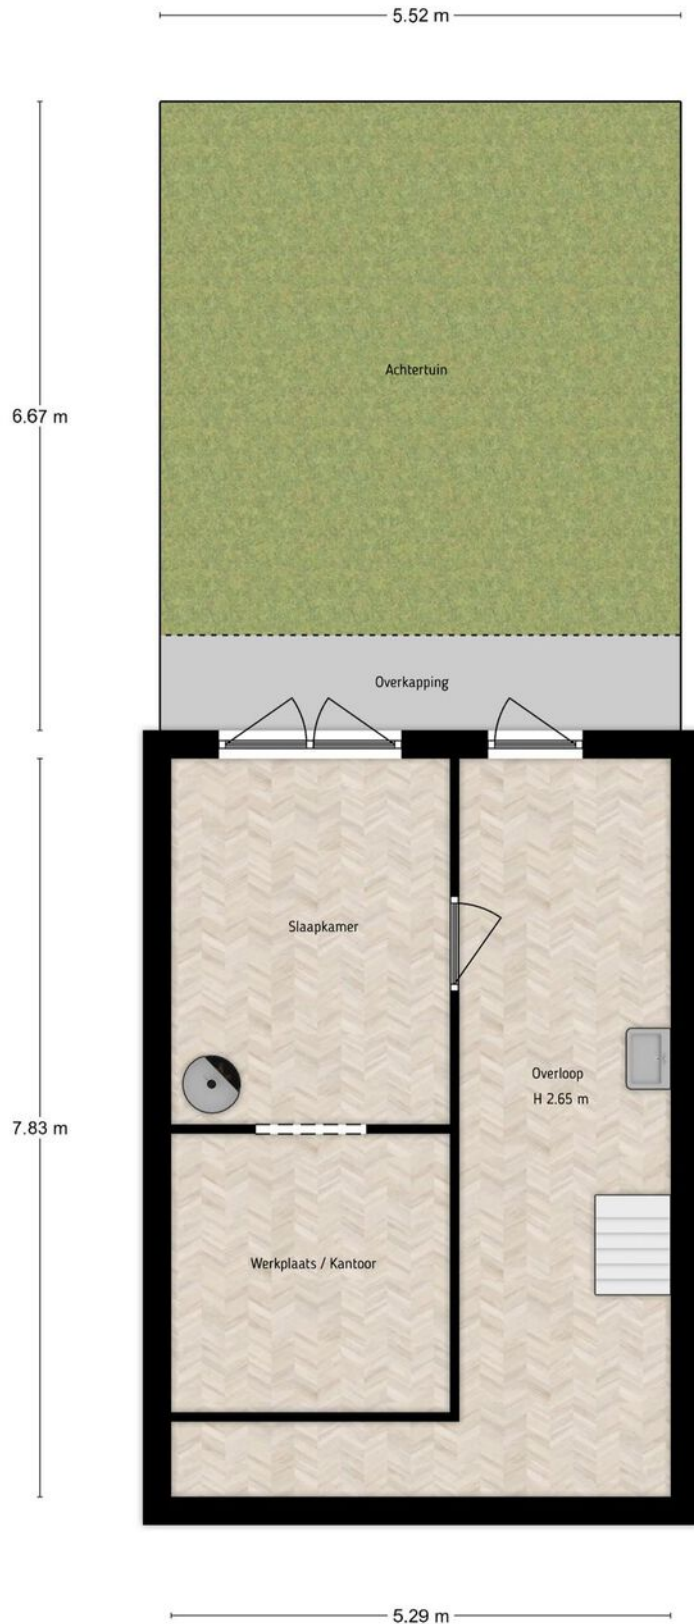 5.52 m
Achtertuin
6.67 m
Overkapping
Slaapkamer
Overloop
H 2.65 m
7.83 m
Werkplaats / Kantoor
5.29 m